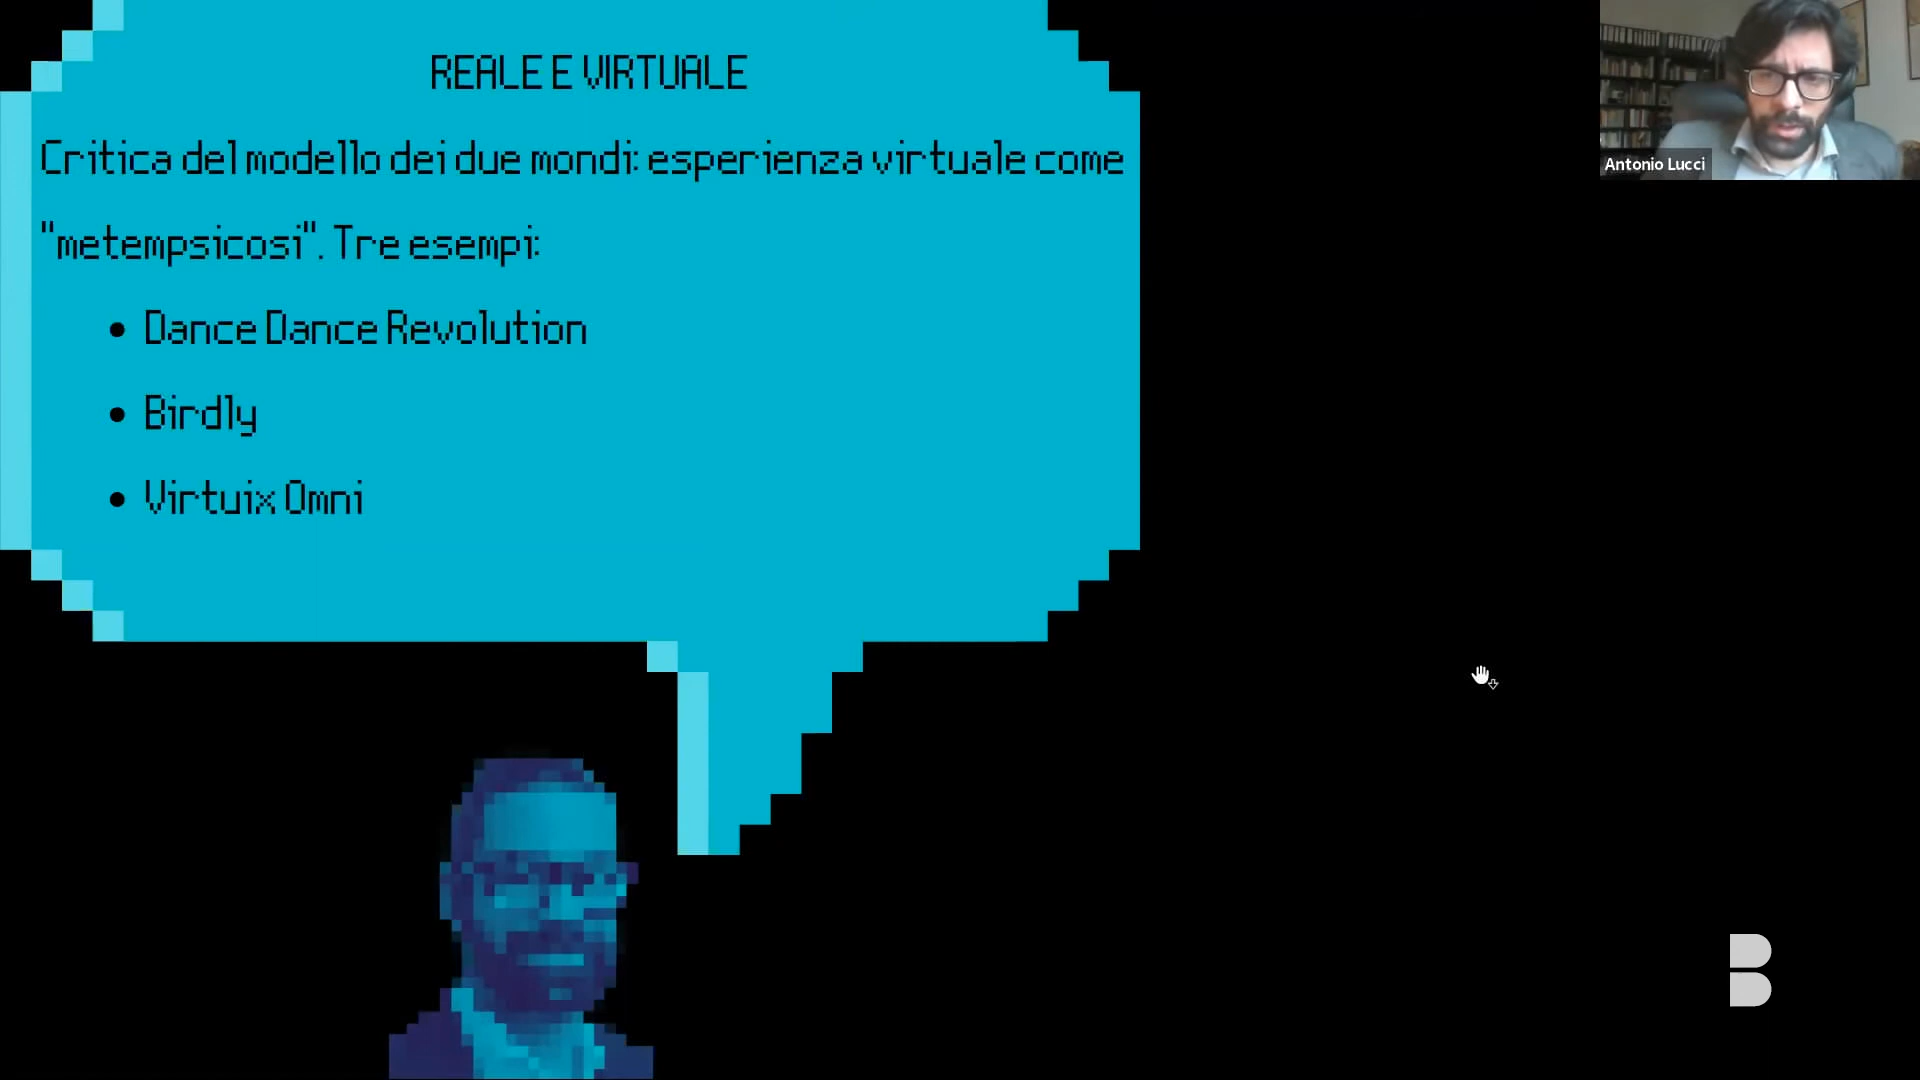 REALE E VIRTUALE
Critica del modello dei due mondi: esperienza virtuale come
"metempsicosi". Tre esempi:
• Dance Dance Revolution
• Birdly
• Virtuix Omni
Antonio Lucci
B